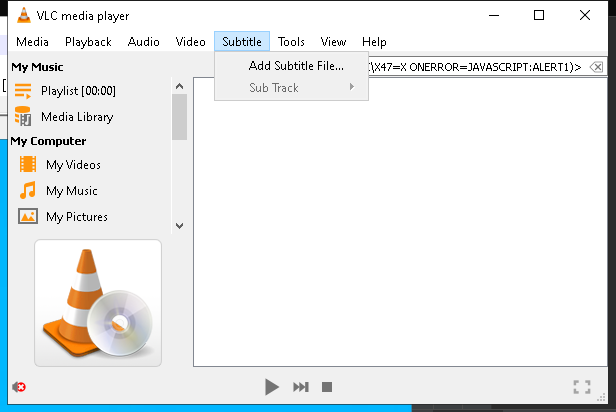 VLC media player
Media Playback Audio Video Subtitle Tools View Help
Add Subtitle File...
Sub Track
\X47=X ONERROR=JAVASCRIPT:ALERT1)>
My Music
Playlist [00:00]
Media Library
My Computer
My Videos
My Music
My Pictures